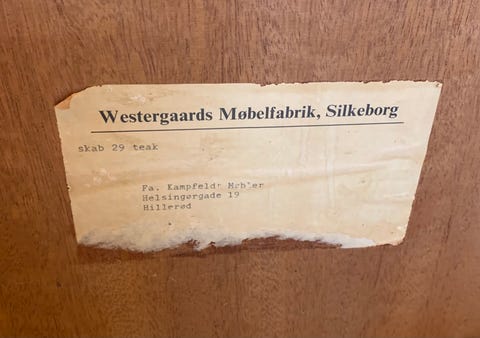 Westergaards Møbelfabrik, Silkeborg
skab 29 teak
Fa. Kampfeldt Møbler
Helsingørgade 19
Hillerød